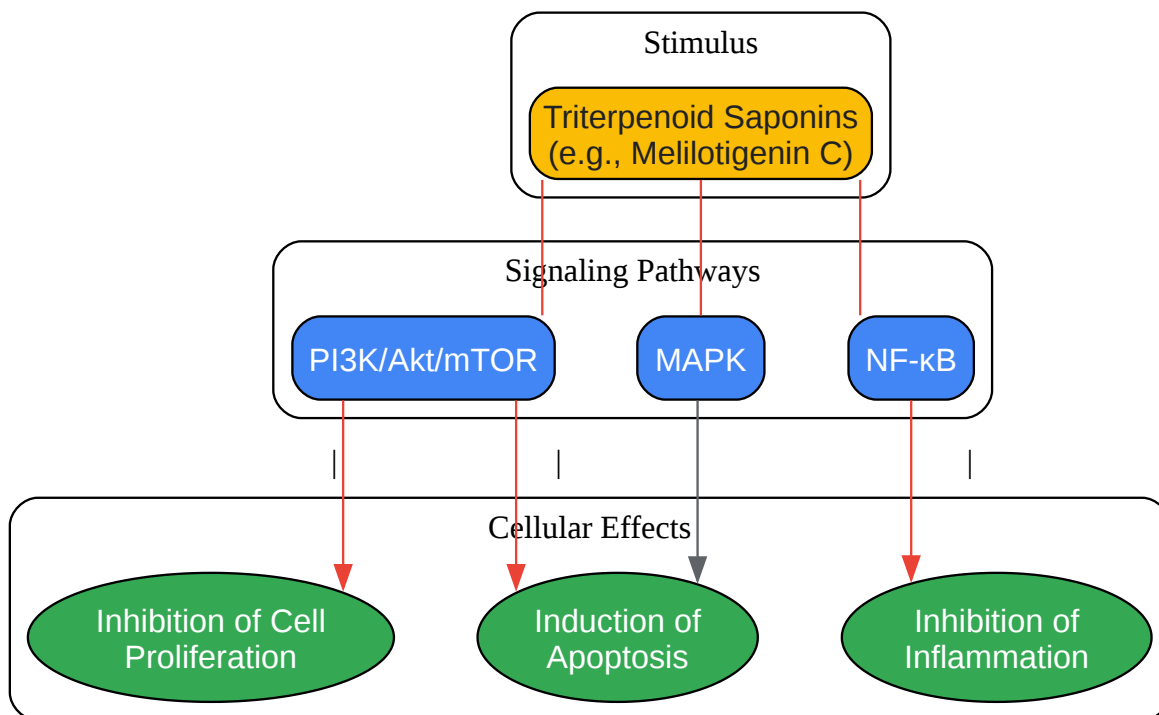 Stimulus
Triterpenoid Saponins
(e.g., Melilotigenin C)
Signaling Pathways
PI3K/Akt/mTOR
MAPK
NF-κB
|
|
|
Cellular Effects
Inhibition of Cell
Proliferation
Induction of
Apoptosis
Inhibition of
Inflammation